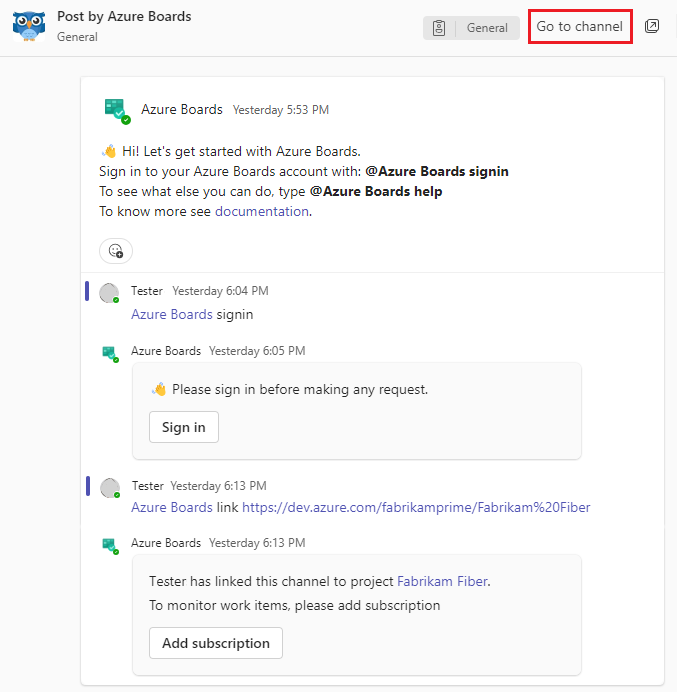 Post by Azure Boards
General
General
Go to channel
Azure Boards Yesterday 5:53 PM
Hi! Let's get started with Azure Boards.
Sign in to your Azure Boards account with: @Azure Boards signin
To see what else you can do, type @Azure Boards help
To know more see documentation.
Tester Yesterday 6:04 PM
Azure Boards signin
Azure Boards Yesterday 6:05 PM
Please sign in before making any request.
Sign in
Tester Yesterday 6:13 PM
Azure Boards link https://dev.azure.com/fabrikamprime/Fabrikam%20Fiber
Azure Boards Yesterday 6:13 PM
Tester has linked this channel to project Fabrikam Fiber.
To monitor work items, please add subscription
Add subscription